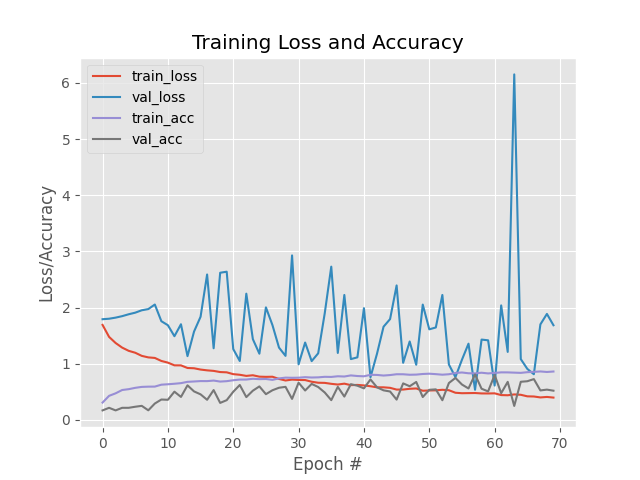 Training Loss and Accuracy
train_loss
val_loss
train_acc
val_acc
Loss/Accuracy
6
5
4
3
2
1
0
0 10 20 30 40 50 60 70
Epoch #